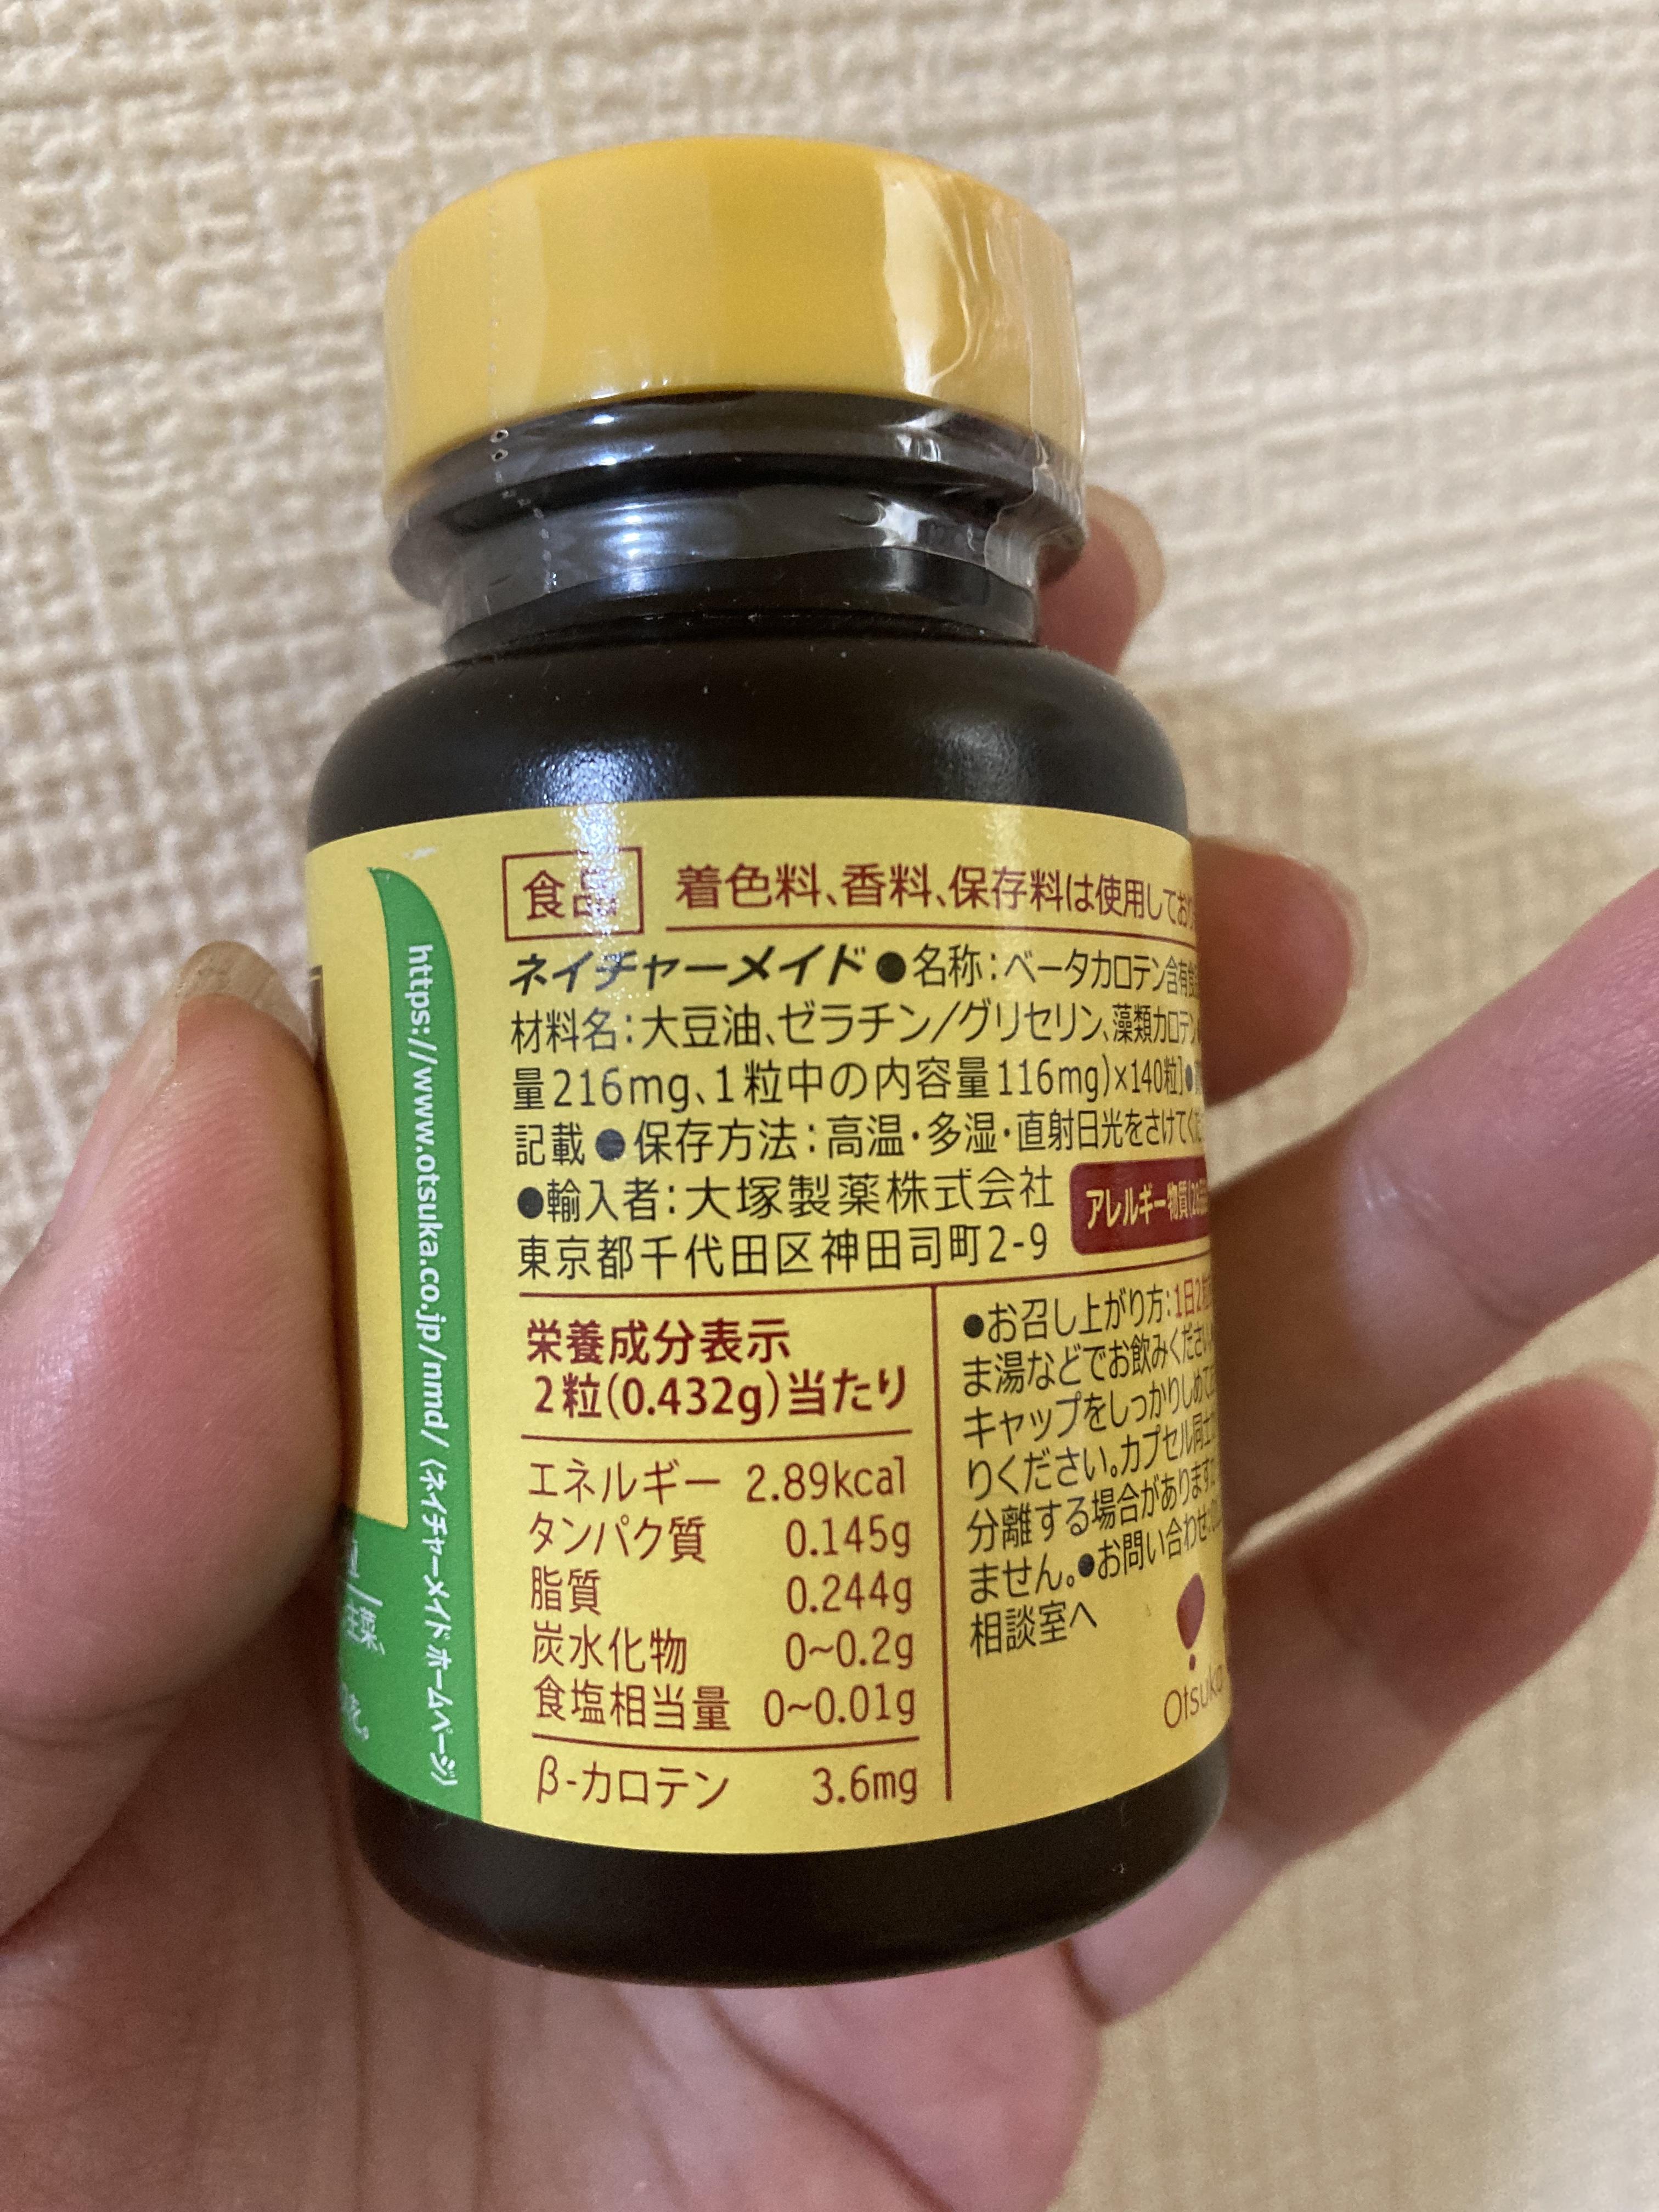 https://www.otsuka.co.jp/nmd/ (ネイチャーメイド ホームページ)
食品 着色料、香料、保存料は使用してお
ネイチャーメイド ●名称：ベータカロテン含有
材料名：大豆油、ゼラチン/グリセリン、藻類カロテン
量216mg、1粒中の内容量116mg)×140粒]●
記載 ●保存方法：高温・多湿・直射日光をさけてく
●輸入者：大塚製薬株式会社
東京都千代田区神田司町2-9
アレルギー物質
栄養成分表示
2粒(0.432g)当たり
エネルギー 2.89kcal
タンパク質 0.145g
脂質 0.244g
炭水化物 0~0.2g
食塩相当量 0~0.01g
β-カロテン 3.6mg
●お召し上がり方：1日2
ま湯などでお飲みください
キャップをしっかりしめて
りください。カプセル同士
分離する場合があります
ません。●お問い合わせ
相談室へ
Otsuka